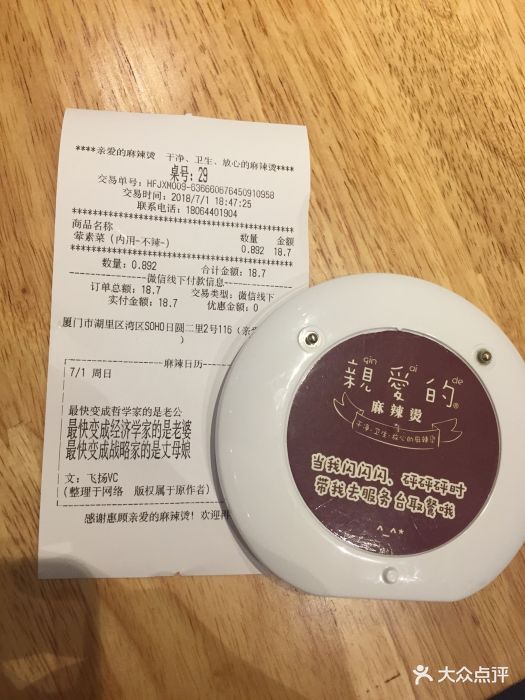 ****亲爱的麻辣烫 干净、卫生、放心的麻辣烫****
桌号:29
交易单号:HFJXM009-636660676450910958
交易时间:2018/7/1 18:47:25
联系电话:18064401904
商品名称 数量 金额
荤素菜(内用~不辣~) 0.892 18.7
数量:0.892 合计金额:18.7
微信线下付款信息
订单总额:18.7 交易类型:微信线下
实付金额:18.7 优惠金额:0
厦门市湖里区湾区SOHO日圆二里2号116(亲
)
麻辣日历
7/1 周日
最快变成哲学家的是老公
最快变成经济学家的是老婆
最快变成战略家的是丈母娘
文:飞扬VC
(整理于网络 版权属于原作者)
感谢惠顾亲爱的麻辣烫!欢迎再
qin ai de
親愛的®
麻辣烫
干净·卫生·放心的麻辣烫
当我闪闪闪、砰砰砰时
带我去服务台取餐哦
^_^*
大众点评